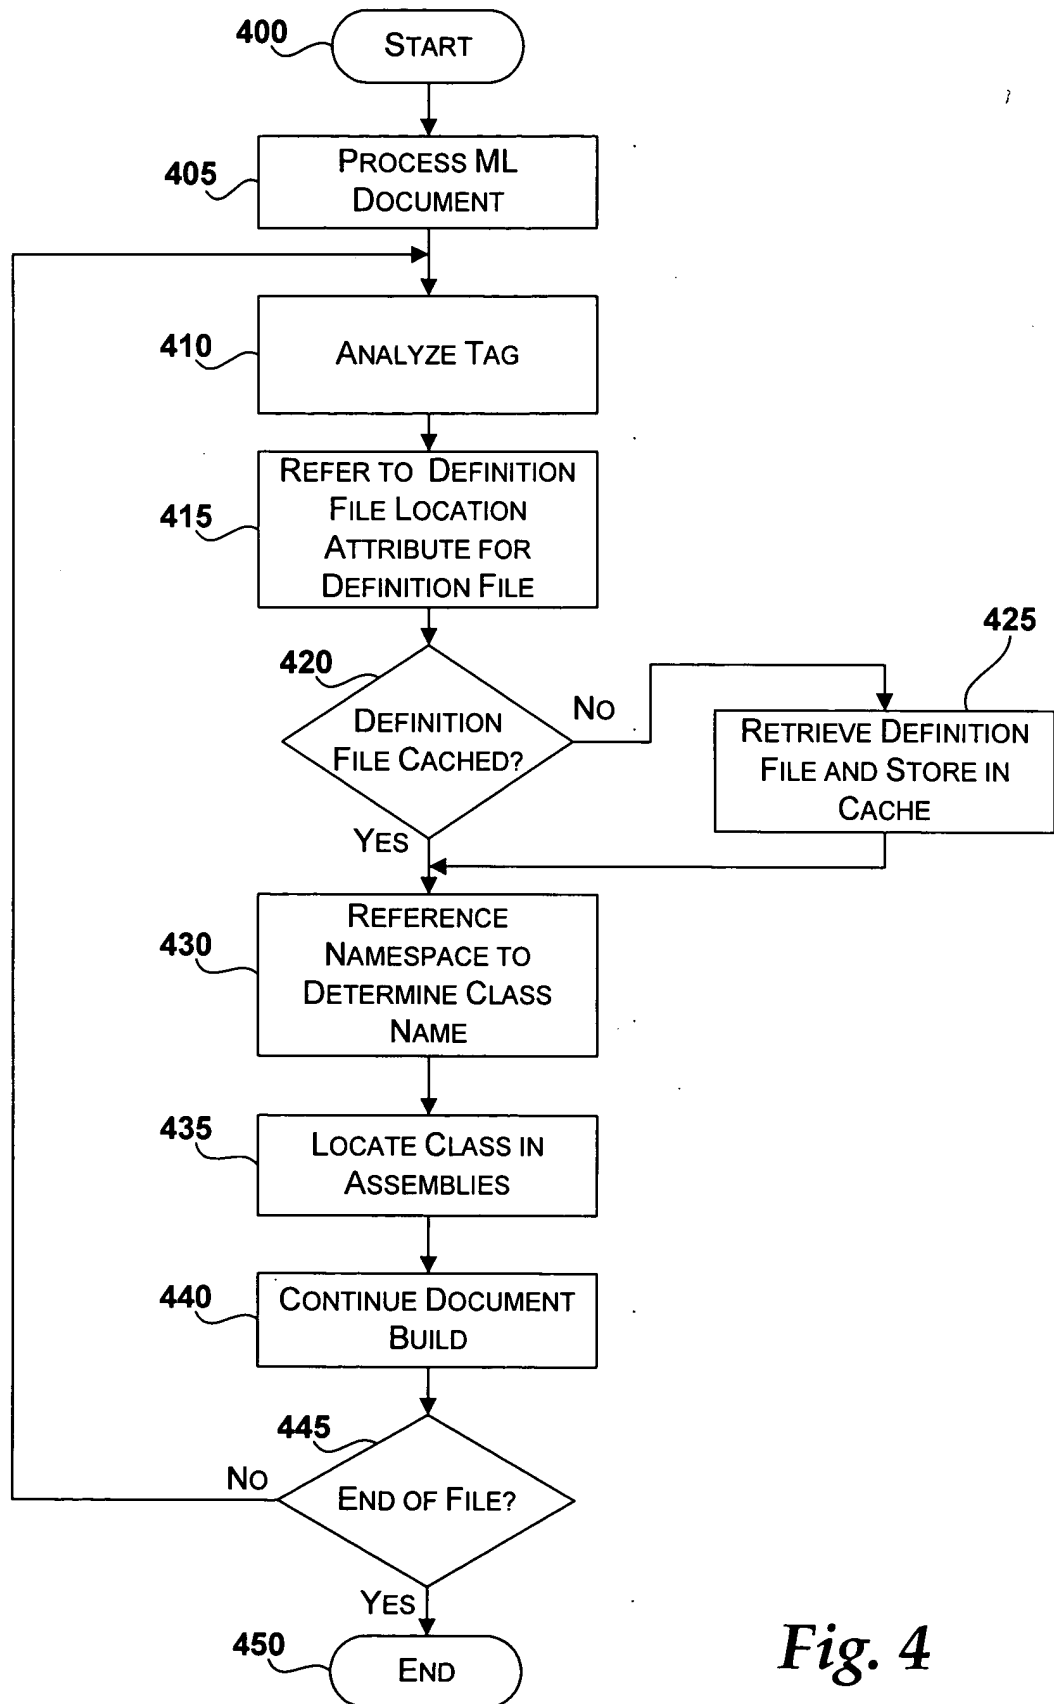 400
START
405
PROCESS ML
DOCUMENT
410
ANALYZE TAG
415
REFER TO DEFINITION
FILE LOCATION
ATTRIBUTE FOR
DEFINITION FILE
420
DEFINITION
FILE CACHED?
NO
425
RETRIEVE DEFINITION
FILE AND STORE IN
CACHE
YES
430
REFERENCE
NAMESPACE TO
DETERMINE CLASS
NAME
435
LOCATE CLASS IN
ASSEMBLIES
440
CONTINUE DOCUMENT
BUILD
445
NO
END OF FILE?
YES
450
END
Fig. 4